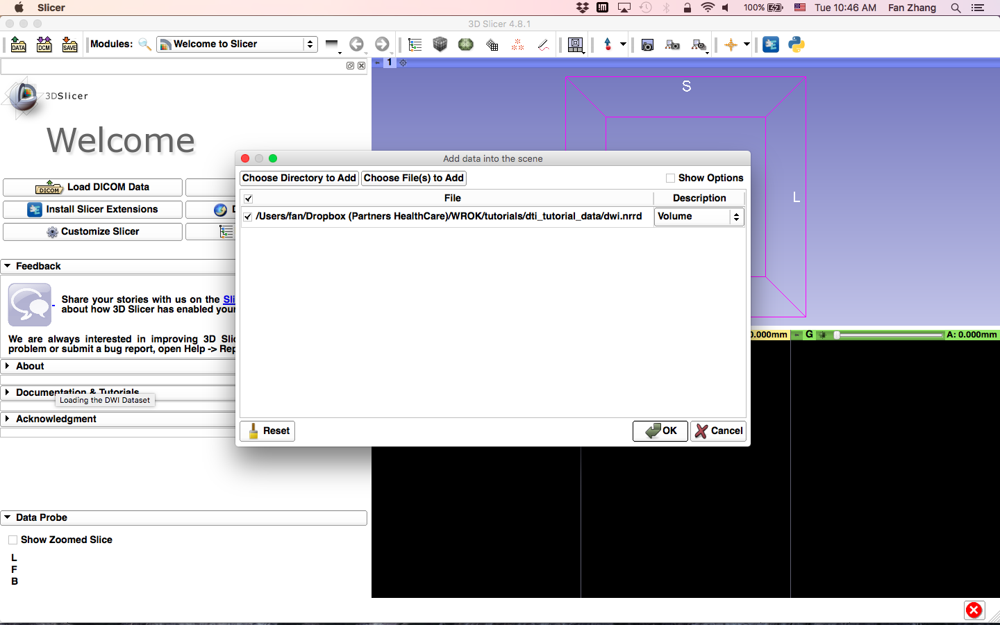 Slicer
100%
Tue 10:46 AM
Fan Zhang
3D Slicer 4.8.1
DATA
DCM
SAVE
Modules:
Welcome to Slicer
1
3DSlicer
Welcome
S
L
Add data into the scene
Choose Directory to Add
Choose File(s) to Add
Show Options
File
Description
/Users/fan/Dropbox (Partners HealthCare)/WROK/tutorials/dti_tutorial_data/dwi.nrrd
Volume
DICOM
Load DICOM Data
Install Slicer Extensions
D
Customize Slicer
Feedback
Share your stories with us on the Sli
about how 3D Slicer has enabled your
We are always interested in improving 3D Slic
problem or submit a bug report, open Help -> Rep
About
Documentation & Tutorials
Loading the DWI Dataset
Acknowledgment
Reset
OK
Cancel
0.000mm
G
A: 0.000mm
Data Probe
Show Zoomed Slice
L
F
B